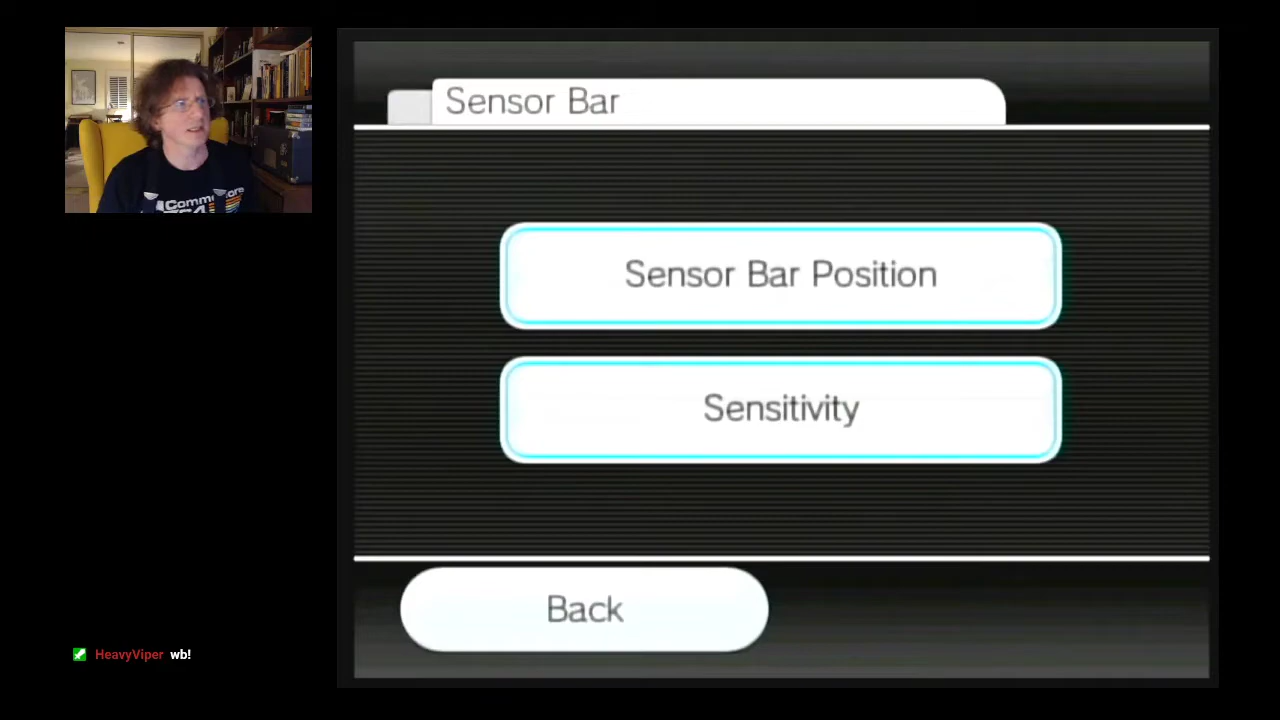 Sensor Bar
Sensor Bar Position
Sensitivity
Back
HeavyViper wb!